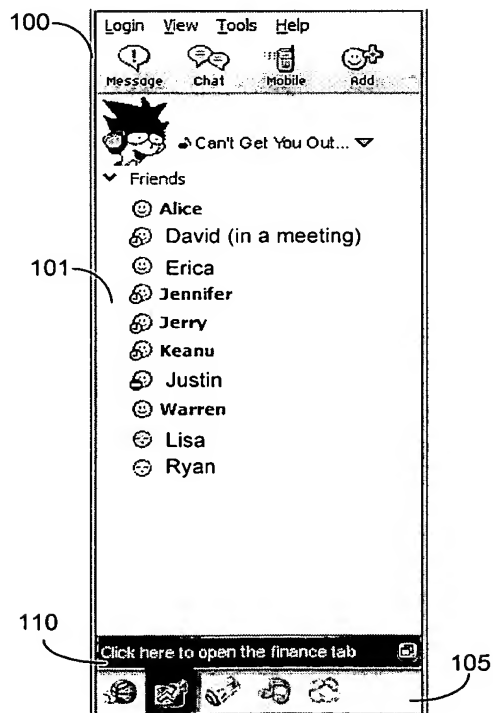 100
Login View Tools Help
Message Chat Mobile Add
Can't Get You Out...
Friends
Alice
David (in a meeting)
101
Erica
Jennifer
Jerry
Keanu
Justin
Warren
Lisa
Ryan
110
Click here to open the finance tab
105